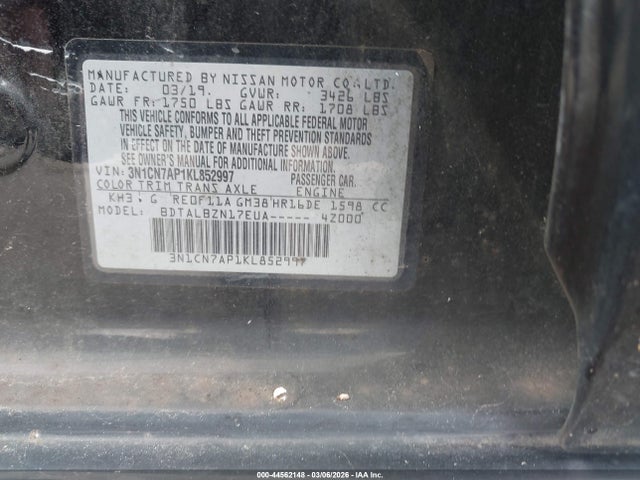 MANUFACTURED BY NISSAN MOTOR CO.,LTD.
DATE: 03/19. GVWR: 3426 LBS
GAWR FR: 1750 LBS GAWR RR: 1708 LBS
THIS VEHICLE CONFORMS TO ALL APPLICABLE FEDERAL MOTOR
VEHICLE SAFETY, BUMPER AND THEFT PREVENTION STANDARDS
IN EFFECT ON THE DATE OF MANUFACTURE SHOWN ABOVE.
SEE OWNER'S MANUAL FOR ADDITIONAL INFORMATION.
VIN: 3N1CN7AP1KL852997 PASSENGER CAR.
COLOR TRIM TRANS AXLE ENGINE
KH3 . G RE0F11A GM38 HR16DE 1598 CC
MODEL: BDTALBZN17EUA----- 42000
3N1CN7AP1KL852997
000-44562148 - 03/06/2026 - IAA Inc.